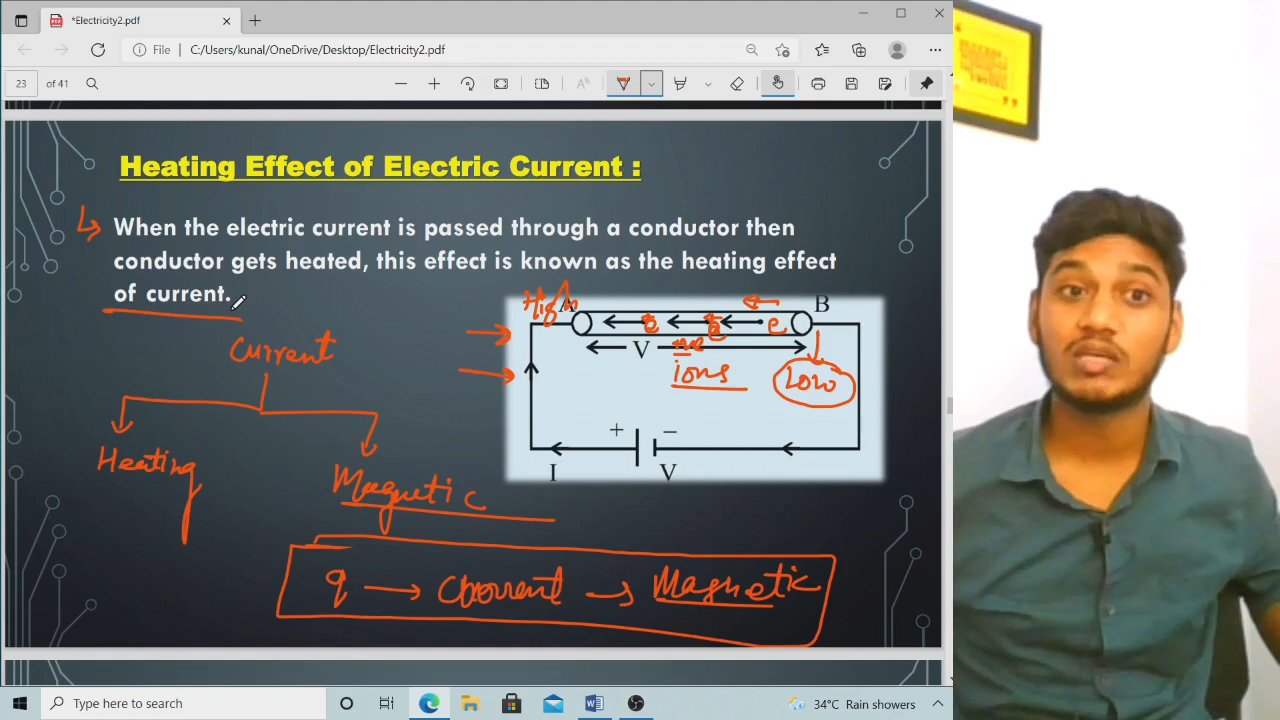 *Electricity2.pdf
File | C:/Users/kunal/OneDrive/Desktop/Electricity2.pdf
23 of 41
Heating Effect of Electric Current :
When the electric current is passed through a conductor then
conductor gets heated, this effect is known as the heating effect
of current.
High A B
e e e
V
ions
Low
+ −
I V
Current
Heating
Magnetic
q → Current → Magnetic
Type here to search
34°C Rain showers